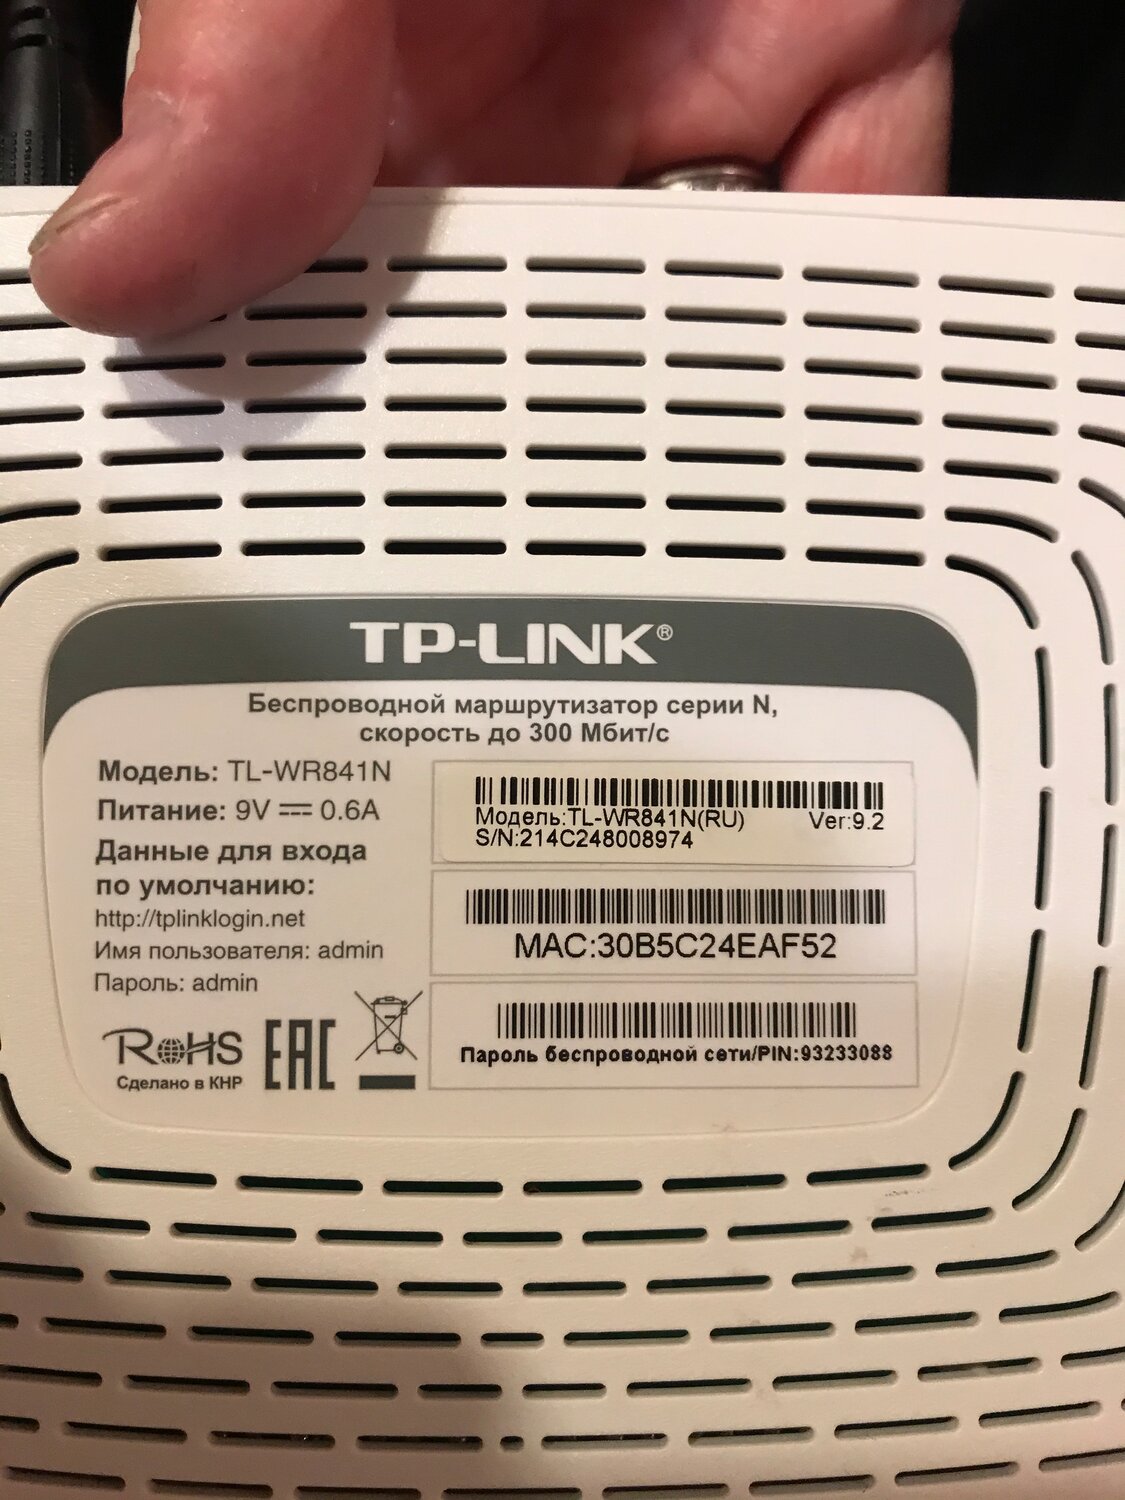 TP-LINK®
Беспроводной маршрутизатор серии N,
скорость до 300 Мбит/с
Модель: TL-WR841N
Питание: 9V ⎓ 0.6A
Данные для входа
по умолчанию:
http://tplinklogin.net
Имя пользователя: admin
Пароль: admin
RoHS
Сделано в КНР
EAC
Модель:TL-WR841N(RU) Ver:9.2
S/N:214C248008974
MAC:30B5C24EAF52
Пароль беспроводной сети/PIN:93233088